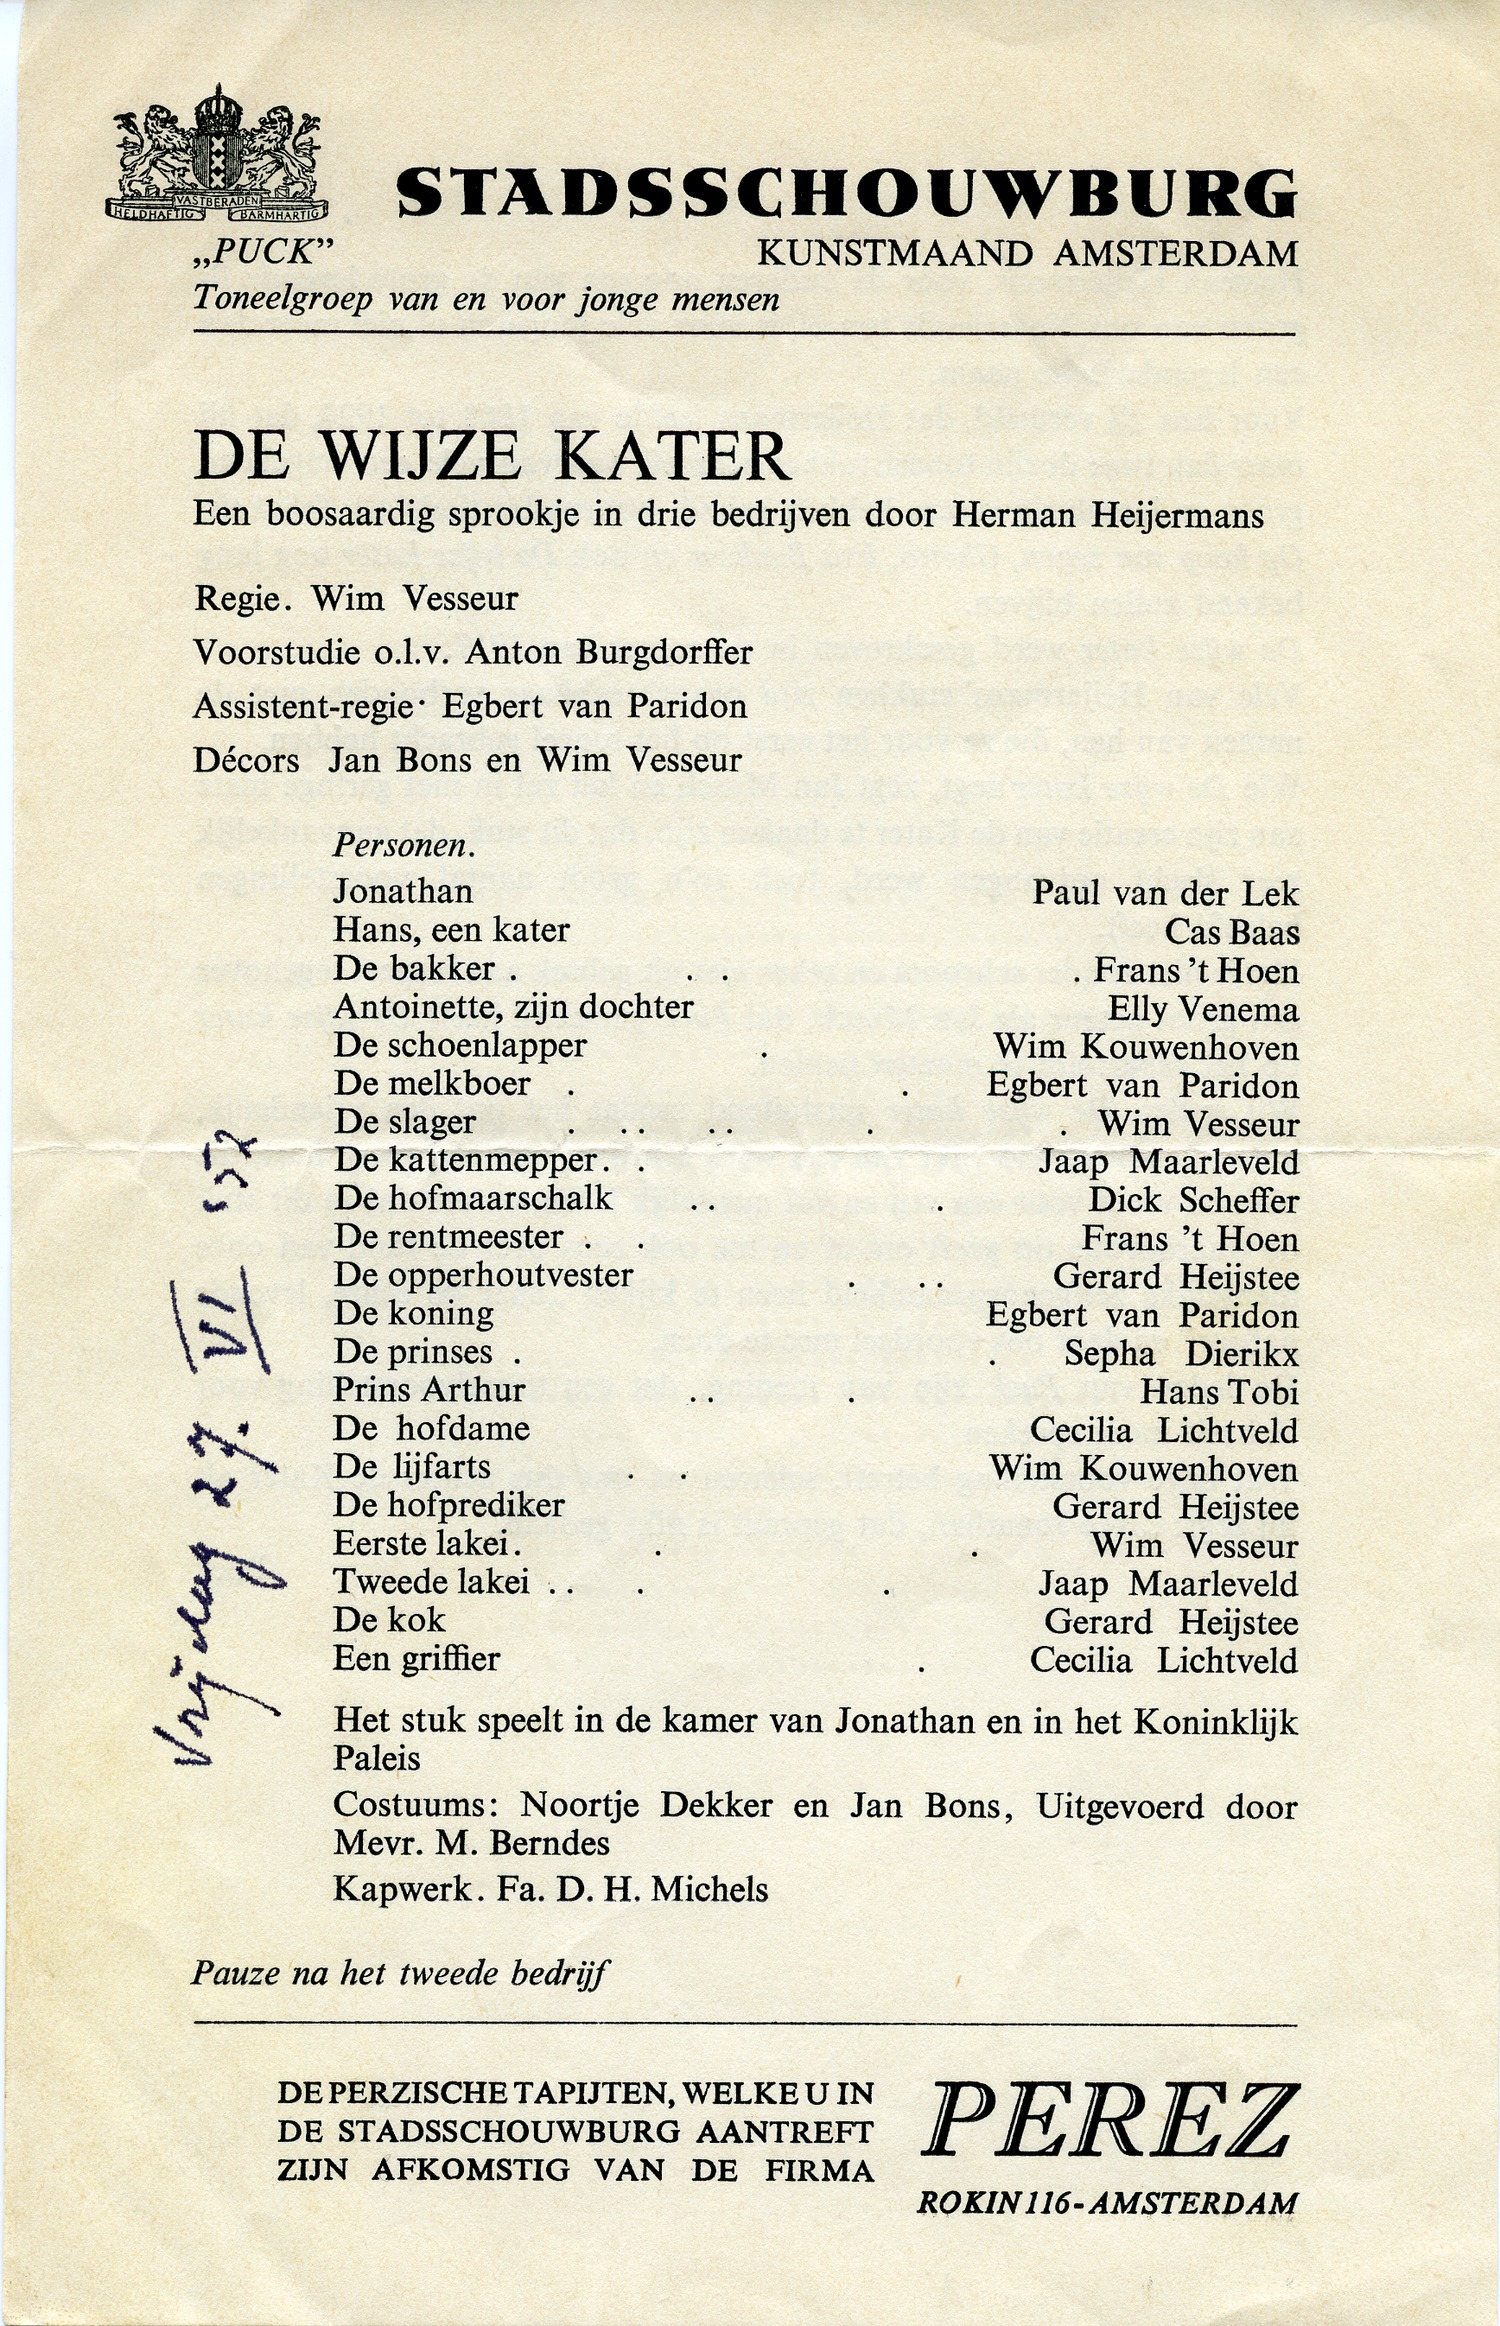 VASTBERADEN
HELDHAFTIG BARMHARTIG
STADSSCHOUWBURG
„PUCK” KUNSTMAAND AMSTERDAM
Toneelgroep van en voor jonge mensen
DE WIJZE KATER
Een boosaardig sprookje in drie bedrijven door Herman Heijermans
Regie. Wim Vesseur
Voorstudie o.l.v. Anton Burgdorffer
Assistent-regie· Egbert van Paridon
Décors Jan Bons en Wim Vesseur
Personen.
Jonathan Paul van der Lek
Hans, een kater Cas Baas
De bakker . . . . Frans 't Hoen
Antoinette, zijn dochter Elly Venema
De schoenlapper . Wim Kouwenhoven
De melkboer . . Egbert van Paridon
De slager . .. .. . . Wim Vesseur
De kattenmepper. . Jaap Maarleveld
De hofmaarschalk .. . Dick Scheffer
De rentmeester . . Frans 't Hoen
De opperhoutvester . .. Gerard Heijstee
De koning Egbert van Paridon
De prinses . . Sepha Dierikx
Prins Arthur .. . Hans Tobi
De hofdame Cecilia Lichtveld
De lijfarts . . Wim Kouwenhoven
De hofprediker Gerard Heijstee
Eerste lakei. . . Wim Vesseur
Tweede lakei .. . . Jaap Maarleveld
De kok Gerard Heijstee
Een griffier . Cecilia Lichtveld
Vrijdag 27. /VI/ '57
Het stuk speelt in de kamer van Jonathan en in het Koninklijk
Paleis
Costuums: Noortje Dekker en Jan Bons, Uitgevoerd door
Mevr. M. Berndes
Kapwerk. Fa. D. H. Michels
Pauze na het tweede bedrijf
DE PERZISCHE TAPIJTEN, WELKE U IN
DE STADSSCHOUWBURG AANTREFT
ZIJN AFKOMSTIG VAN DE FIRMA
PEREZ
ROKIN 116-AMSTERDAM